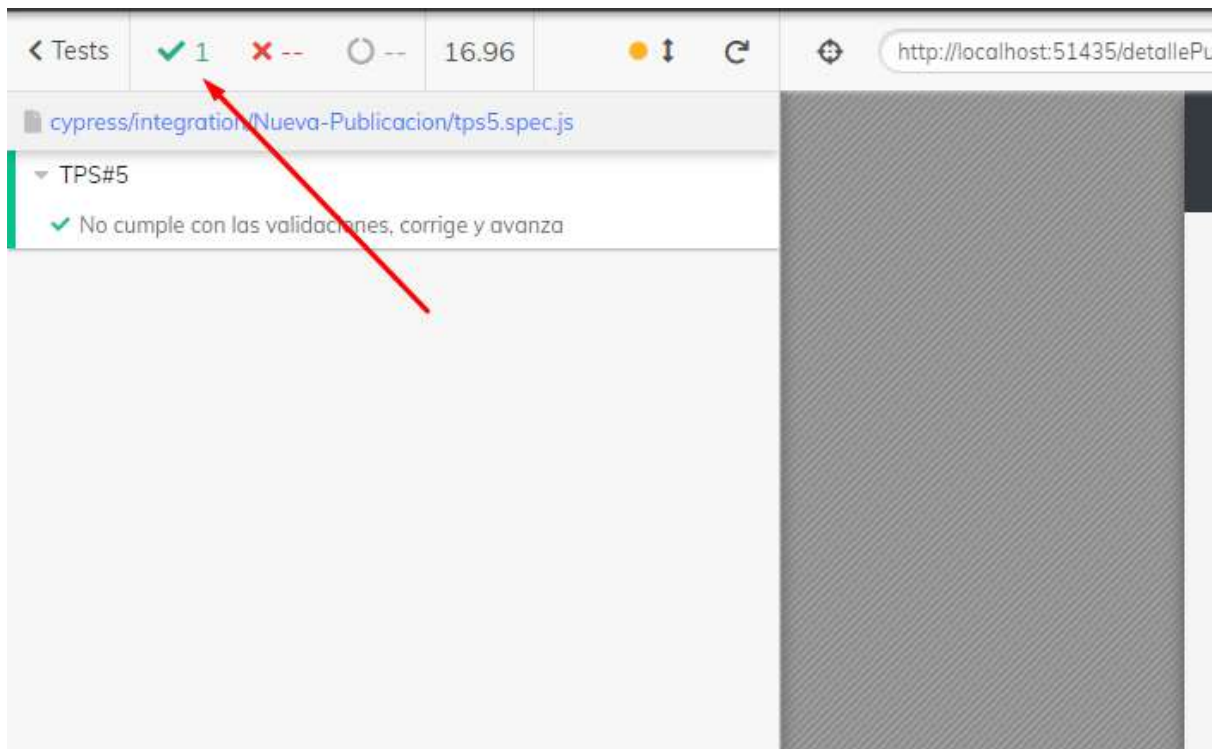 Tests 1 -- -- 16.96 http://localhost:51435/detallePu
cypress/integration/Nueva-Publicacion/tps5.spec.js
TPS#5
No cumple con las validaciones, corrige y avanza